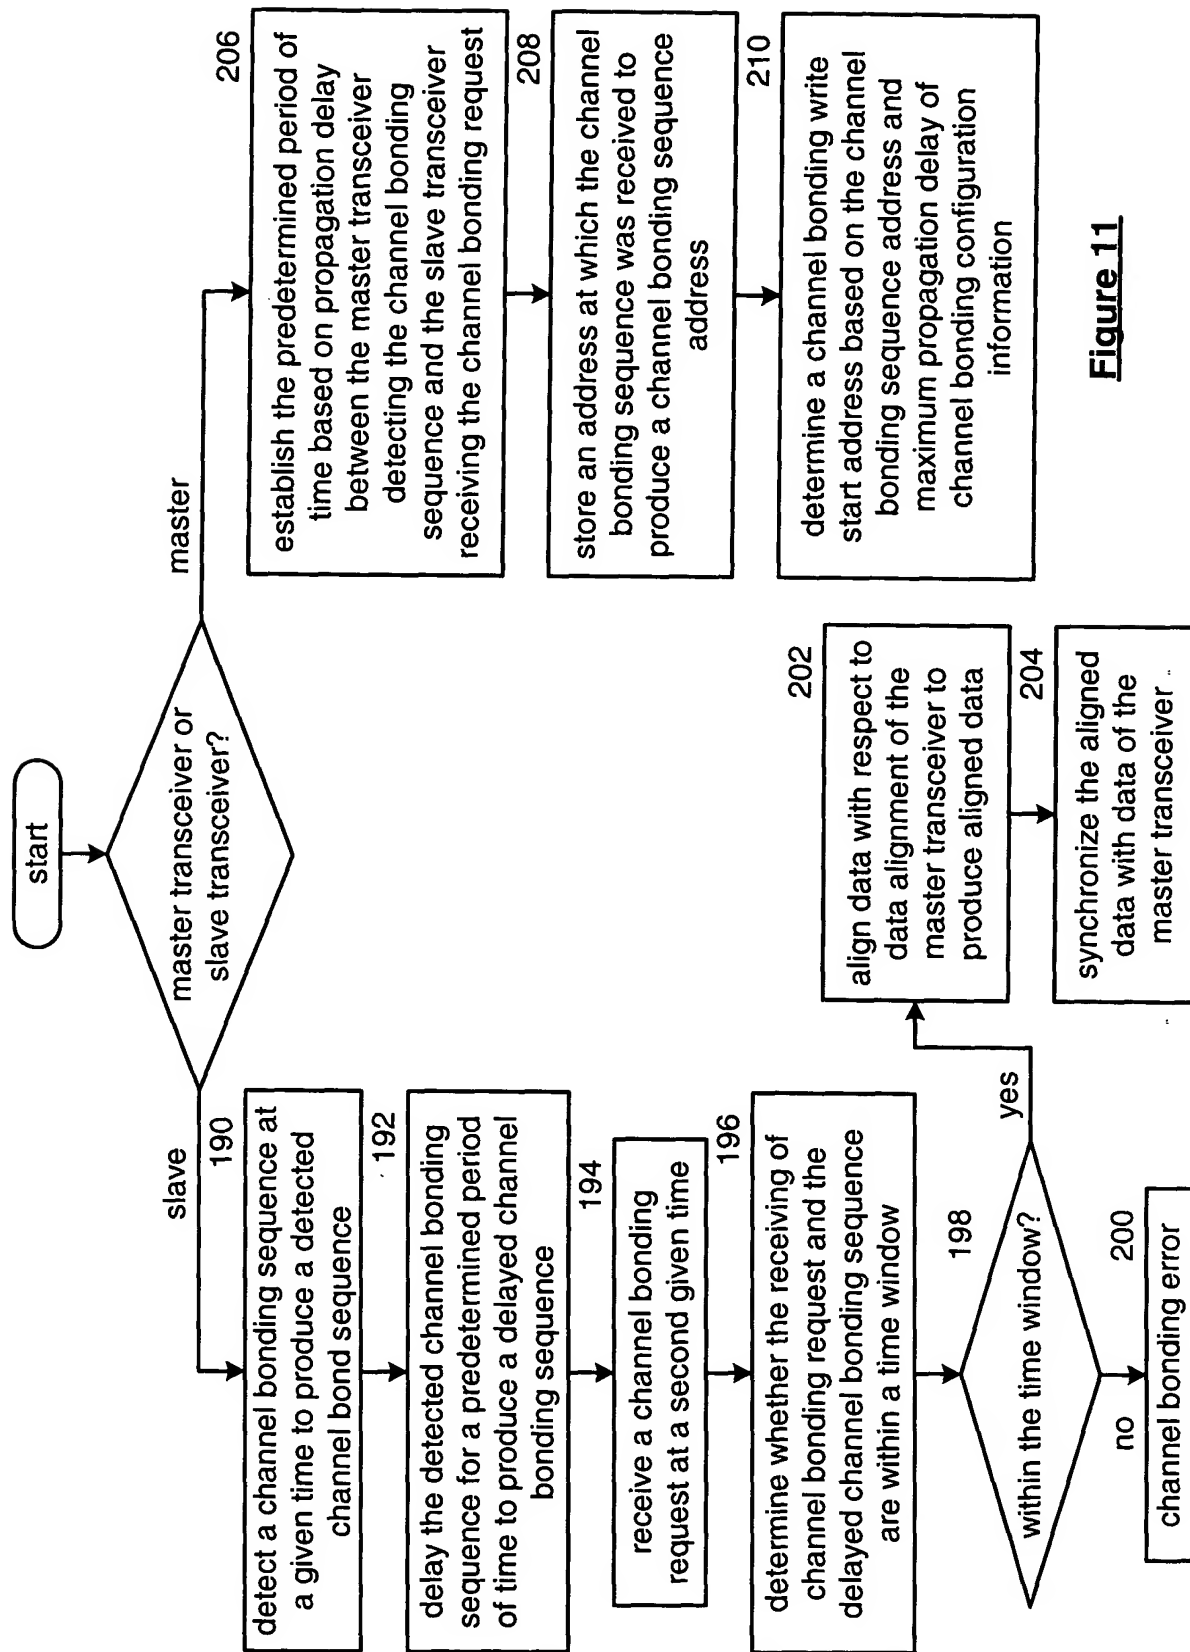 start
master transceiver or
slave transceiver?
slave
190
detect a channel bonding sequence at
a given time to produce a detected
channel bond sequence
192
delay the detected channel bonding
sequence for a predetermined period
of time to produce a delayed channel
bonding sequence
194
receive a channel bonding
request at a second given time
196
determine whether the receiving of
channel bonding request and the
delayed channel bonding sequence
are within a time window
198
within the time window?
no
200
channel bonding error
yes
202
align data with respect to
data alignment of the
master transceiver to
produce aligned data
204
synchronize the aligned
data with data of the
master transceiver
master
206
establish the predetermined period of
time based on propagation delay
between the master transceiver
detecting the channel bonding
sequence and the slave transceiver
receiving the channel bonding request
208
store an address at which the channel
bonding sequence was received to
produce a channel bonding sequence
address
210
determine a channel bonding write
start address based on the channel
bonding sequence address and
maximum propagation delay of
channel bonding configuration
information
Figure 11